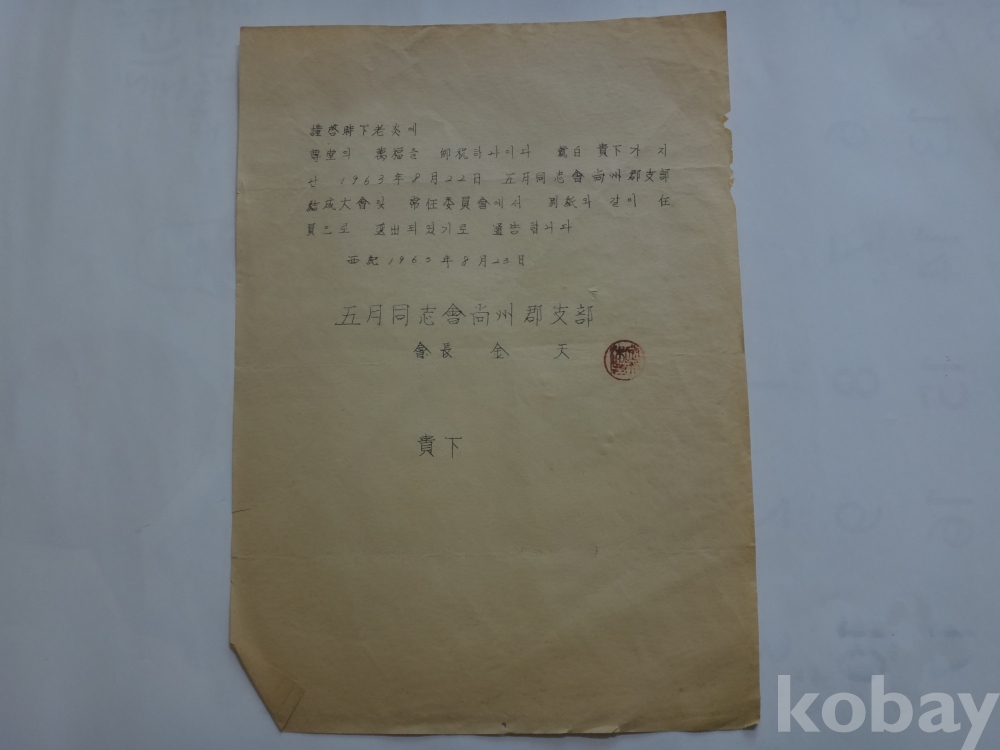 謹啓時下老炎에
尊堂의 萬福을 仰祝하나이다 戴白 貴下가 지
난 1963年 8月 22日 五月同志會尙州郡支部
結成大會및 常任委員會에서 別紙와 같이 任
員으로 選出되었기로 通告합니다
西紀 1963年 8月 23日
五月同志會尙州郡支部
會長 金 天
貴下
kobay